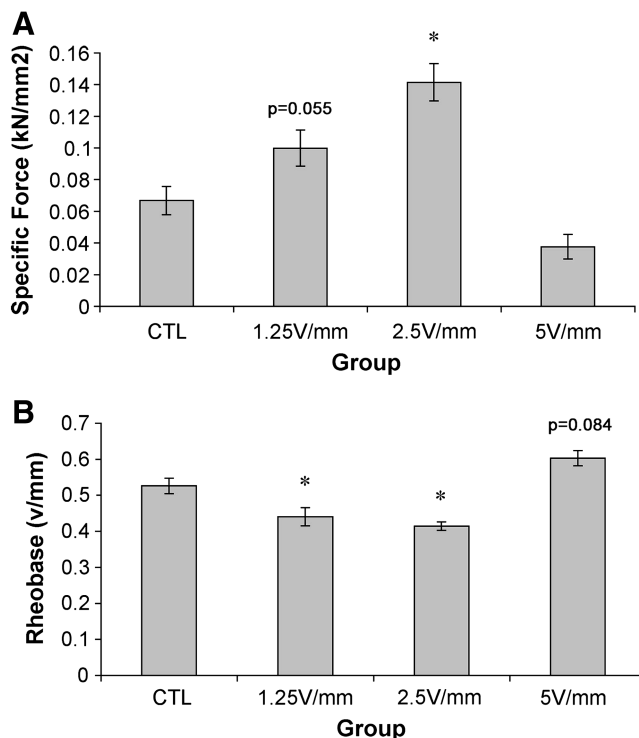 A
Specific Force (kN/mm2)
0.16
0.14
0.12
0.1
0.08
0.06
0.04
0.02
0
p=0.055
*
CTL 1.25V/mm 2.5V/mm 5V/mm
Group
B
Rheobase (v/mm)
0.7
0.6
0.5
0.4
0.3
0.2
0.1
0
*
*
p=0.084
CTL 1.25V/mm 2.5V/mm 5V/mm
Group